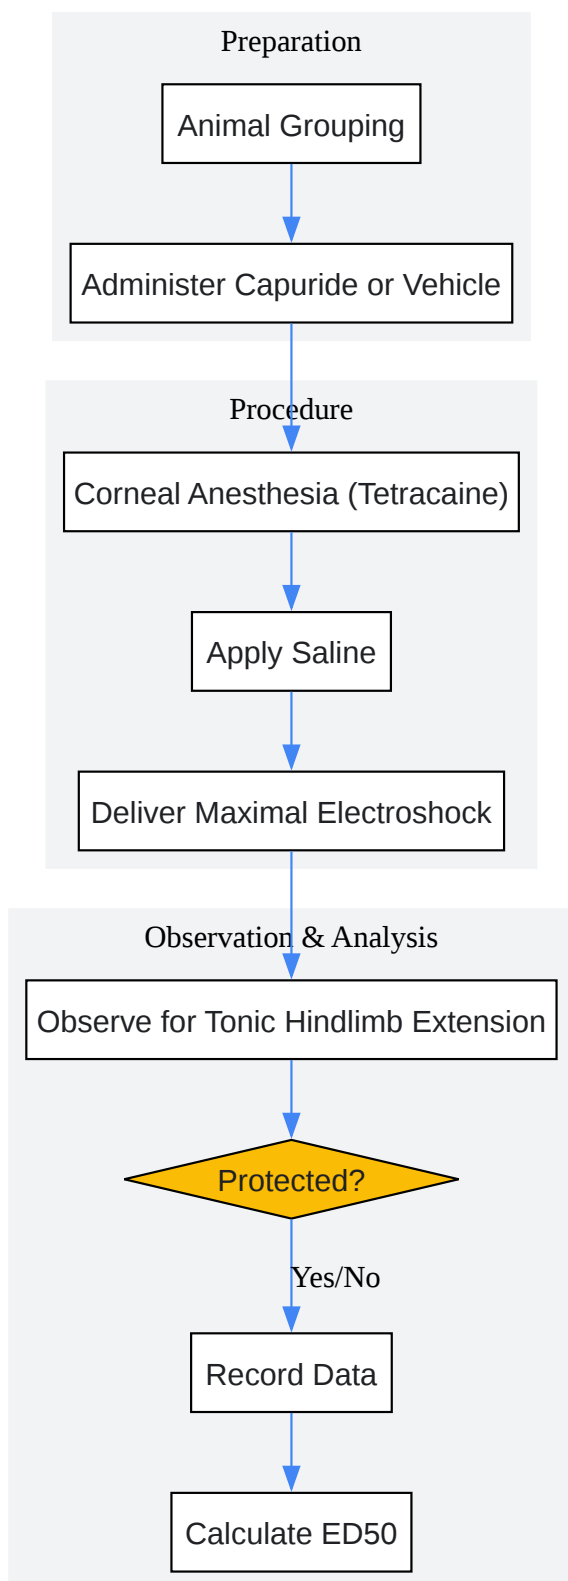 Preparation
Animal Grouping
Administer Capuride or Vehicle
Procedure
Corneal Anesthesia (Tetracaine)
Apply Saline
Deliver Maximal Electroshock
Observation & Analysis
Observe for Tonic Hindlimb Extension
Protected?
Yes/No
Record Data
Calculate ED50